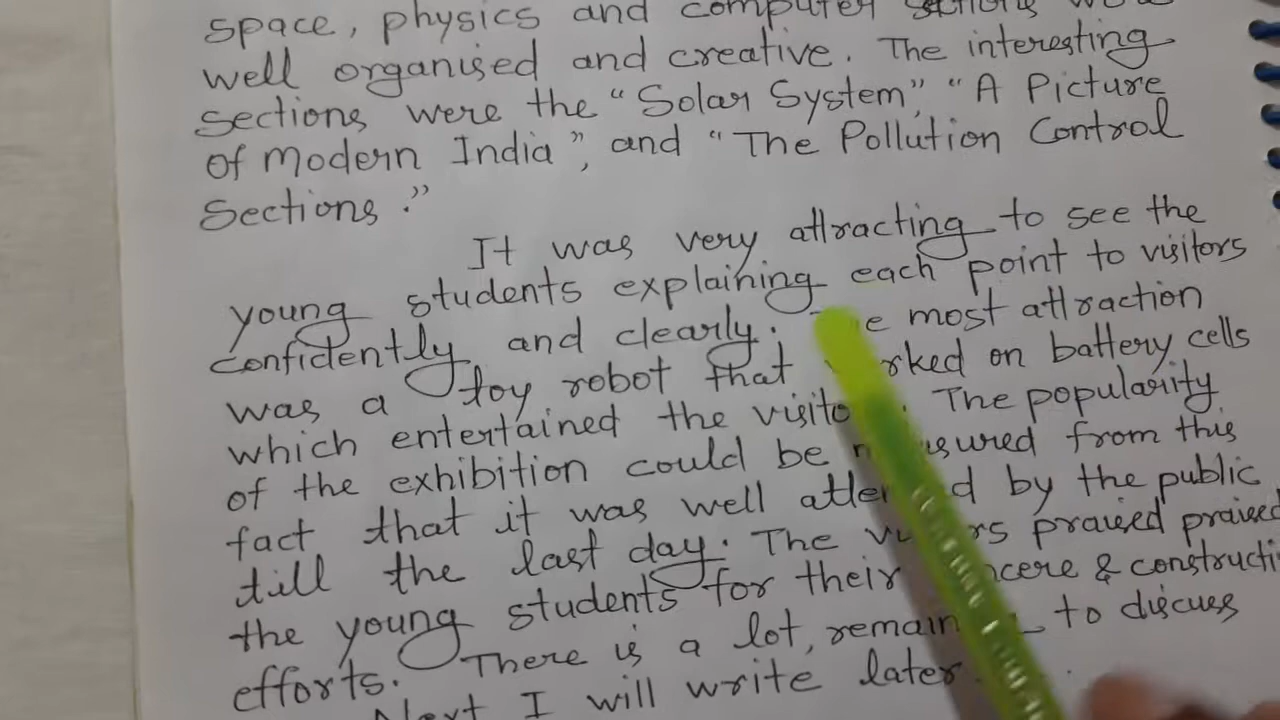 space, physics and computer sections
well organised and creative. The interesting
sections were the "Solar System", "A Picture
of Modern India", and "The Pollution Control
Sections."
It was very attracting to see the
young students explaining each point to visitors
confidently and clearly. most attraction
was a toy robot that on battery cells
which entertained the The popularity
of the exhibition could be from this
fact that it was well by the public
till the last day. The praised praised
the young students for their &
efforts. There is a lot, to discuss
Next I will write later